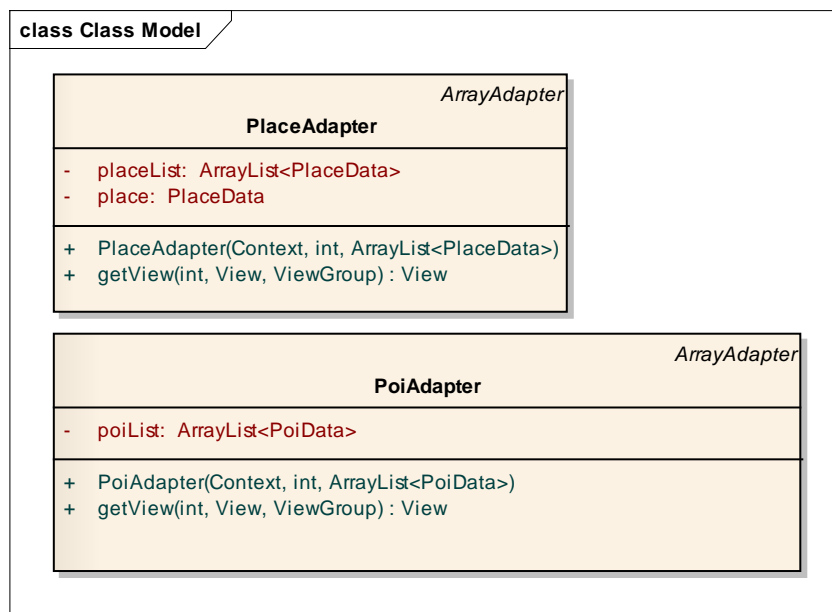 class Class Model
ArrayAdapter
PlaceAdapter
- placeList: ArrayList<PlaceData>
- place: PlaceData
+ PlaceAdapter(Context, int, ArrayList<PlaceData>)
+ getView(int, View, ViewGroup) : View
ArrayAdapter
PoiAdapter
- poiList: ArrayList<PoiData>
+ PoiAdapter(Context, int, ArrayList<PoiData>)
+ getView(int, View, ViewGroup) : View